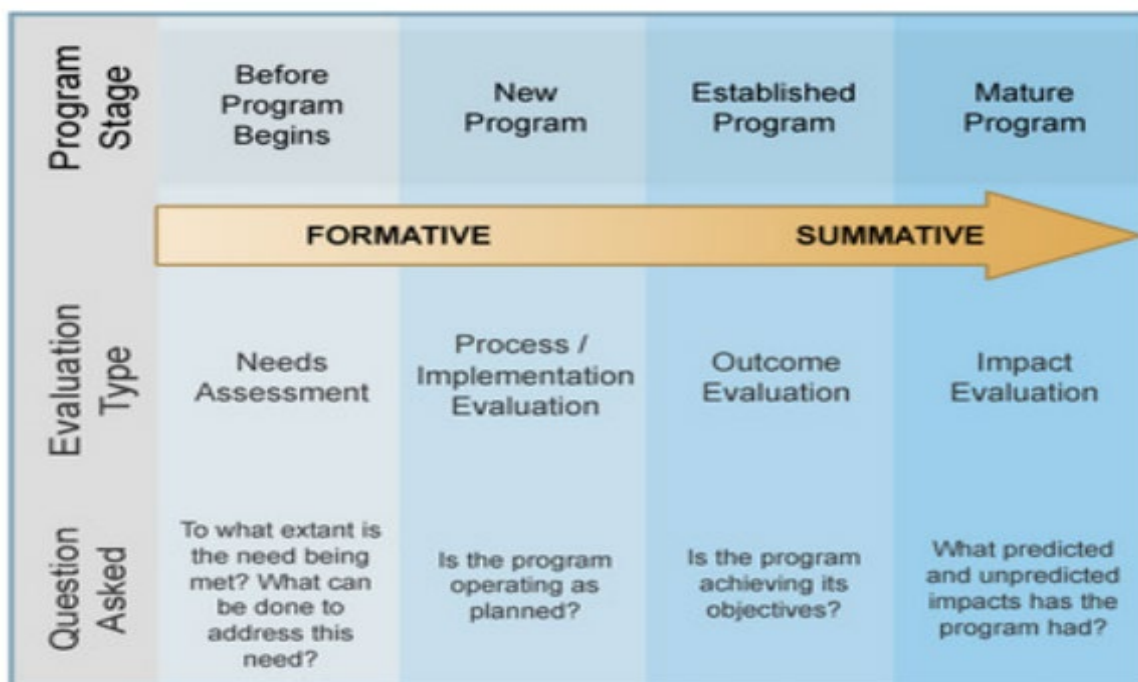 Program
Stage
Before
Program
Begins
New
Program
Established
Program
Mature
Program
FORMATIVE
SUMMATIVE
Evaluation
Type
Needs
Assessment
Process /
Implementation
Evaluation
Outcome
Evaluation
Impact
Evaluation
Question
Asked
To what extant is
the need being
met? What can
be done to
address this
need?
Is the program
operating as
planned?
Is the program
achieving its
objectives?
What predicted
and unpredicted
impacts has the
program had?